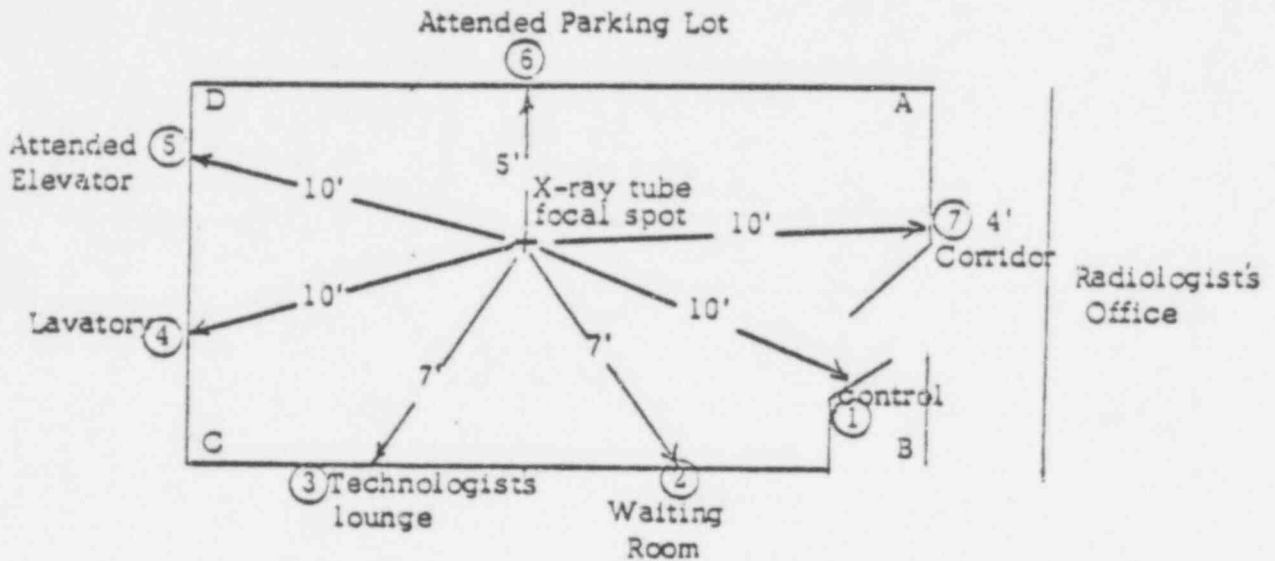 Attended Parking Lot
6
D
A
Attended
Elevator
5
10'
5'
X-ray tube
focal spot
10'
7 4'
Corridor
Radiologist's
Office
10'
Lavatory
4
10'
7'
7'
control
1
C
B
3 Technologists
lounge
2
Waiting
Room